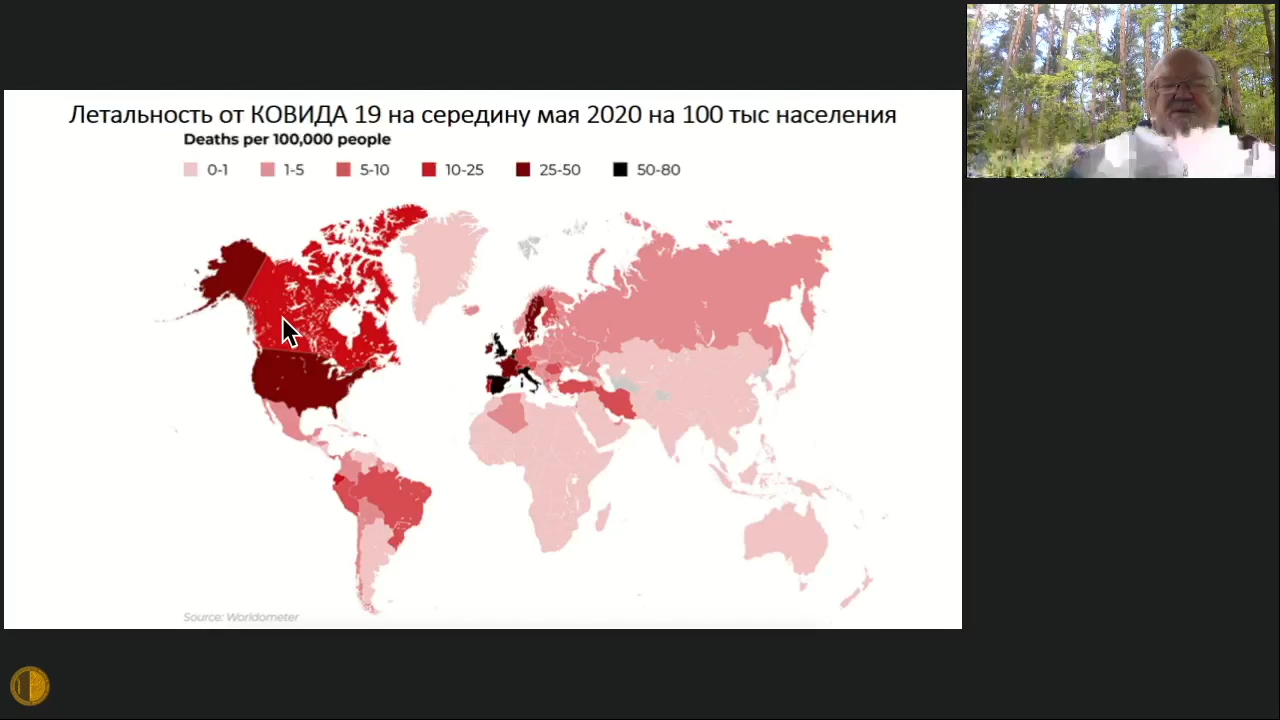 Летальность от КОВИДА 19 на середину мая 2020 на 100 тыс населения
Deaths per 100,000 people
0-1 1-5 5-10 10-25 25-50 50-80
Source: Worldometer